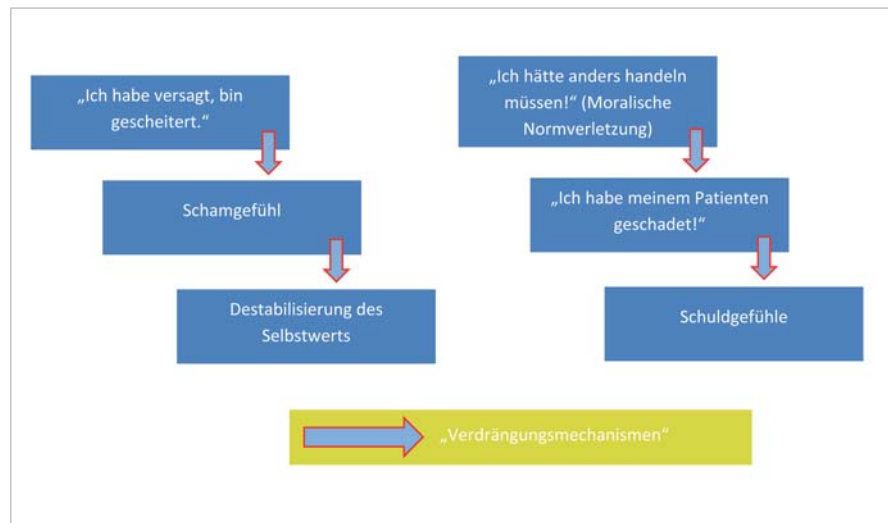 „Ich habe versagt, bin
gescheitert.“
Schamgefühl
Destabilisierung des
Selbstwerts
„Ich hätte anders handeln
müssen!“ (Moralische
Normverletzung)
„Ich habe meinem Patienten
geschadet!“
Schuldgefühle
„Verdrängungsmechanismen“